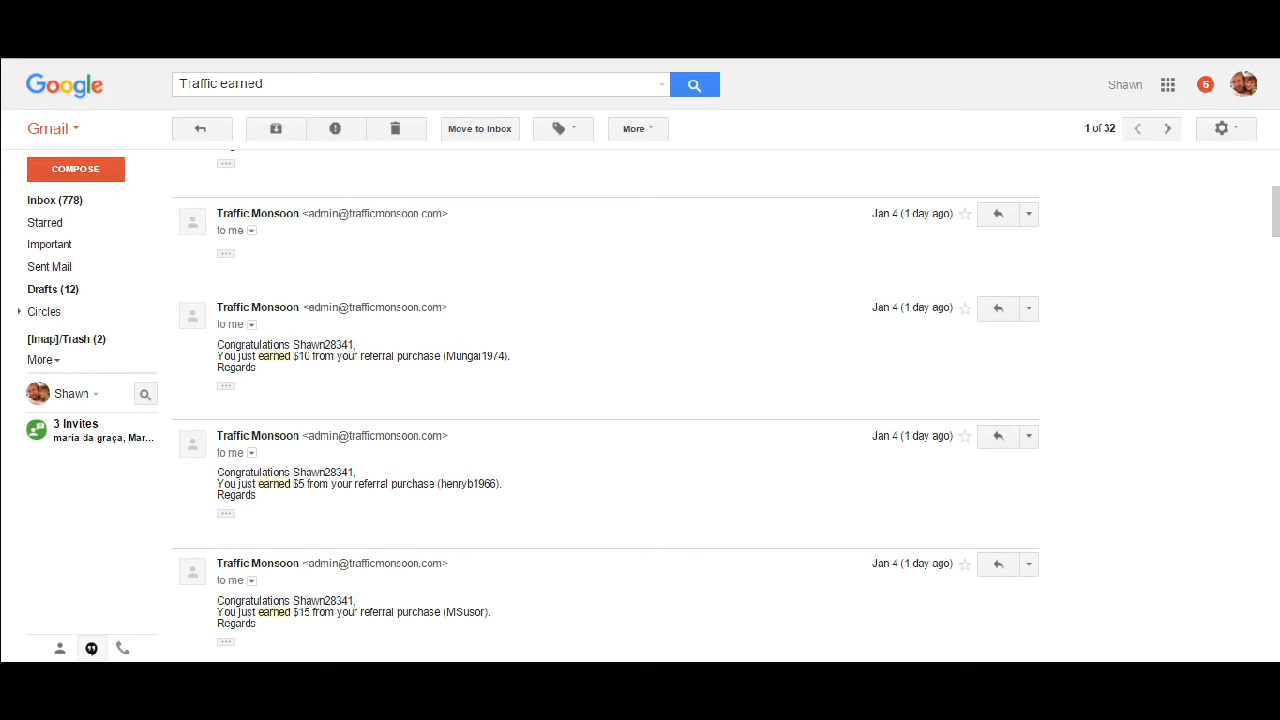 Google
Traffic earned
Shawn
6
Gmail
Move to Inbox
More
1 of 32
COMPOSE
Inbox (778)
Starred
Important
Sent Mail
Drafts (12)
Circles
[Imap]/Trash (2)
More
Shawn
3 Invites
maria da graça, Mar...
Traffic Monsoon <admin@trafficmonsoon.com>
Jan 4 (1 day ago)
to me
Traffic Monsoon <admin@trafficmonsoon.com>
Jan 4 (1 day ago)
to me
Congratulations Shawn28341,
You just earned $10 from your referral purchase (Mungai1974).
Regards
Traffic Monsoon <admin@trafficmonsoon.com>
Jan 4 (1 day ago)
to me
Congratulations Shawn28341,
You just earned $5 from your referral purchase (henryb1966).
Regards
Traffic Monsoon <admin@trafficmonsoon.com>
Jan 4 (1 day ago)
to me
Congratulations Shawn28341,
You just earned $15 from your referral purchase (MSusor).
Regards